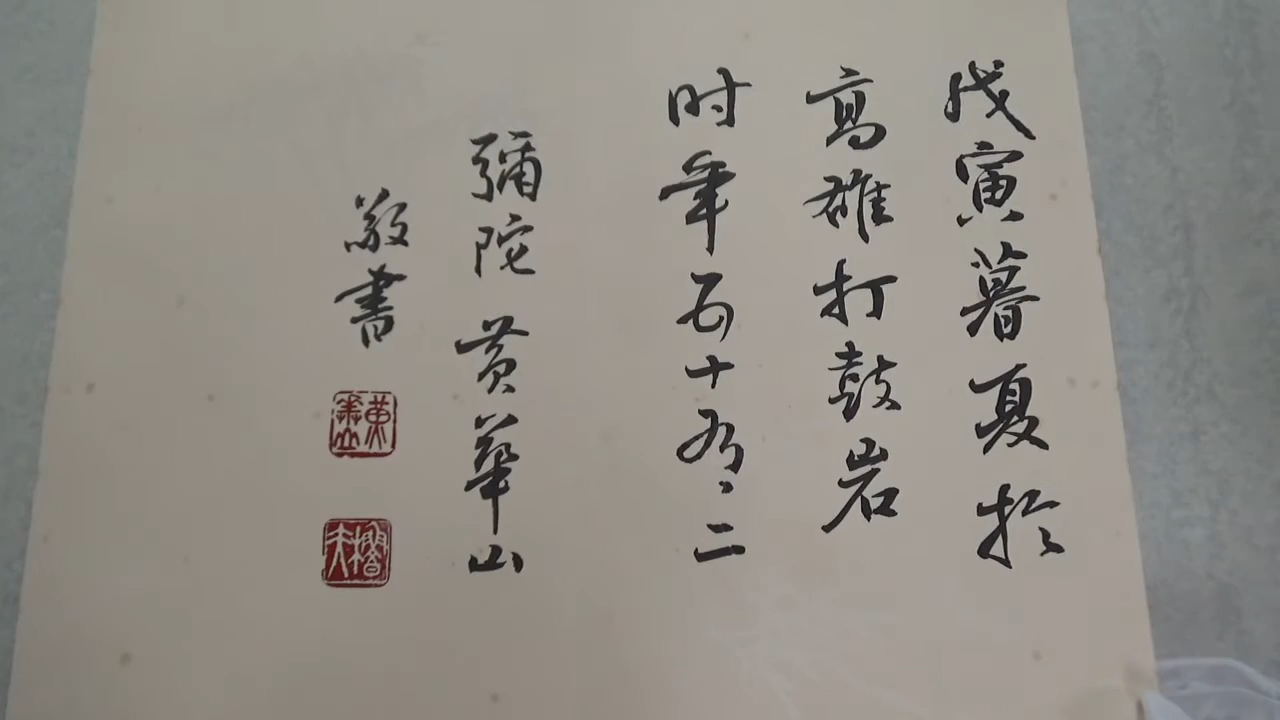 戊寅暮夏於
高雄打鼓岩
时年五十有二
彌陀 黄華山
敬書